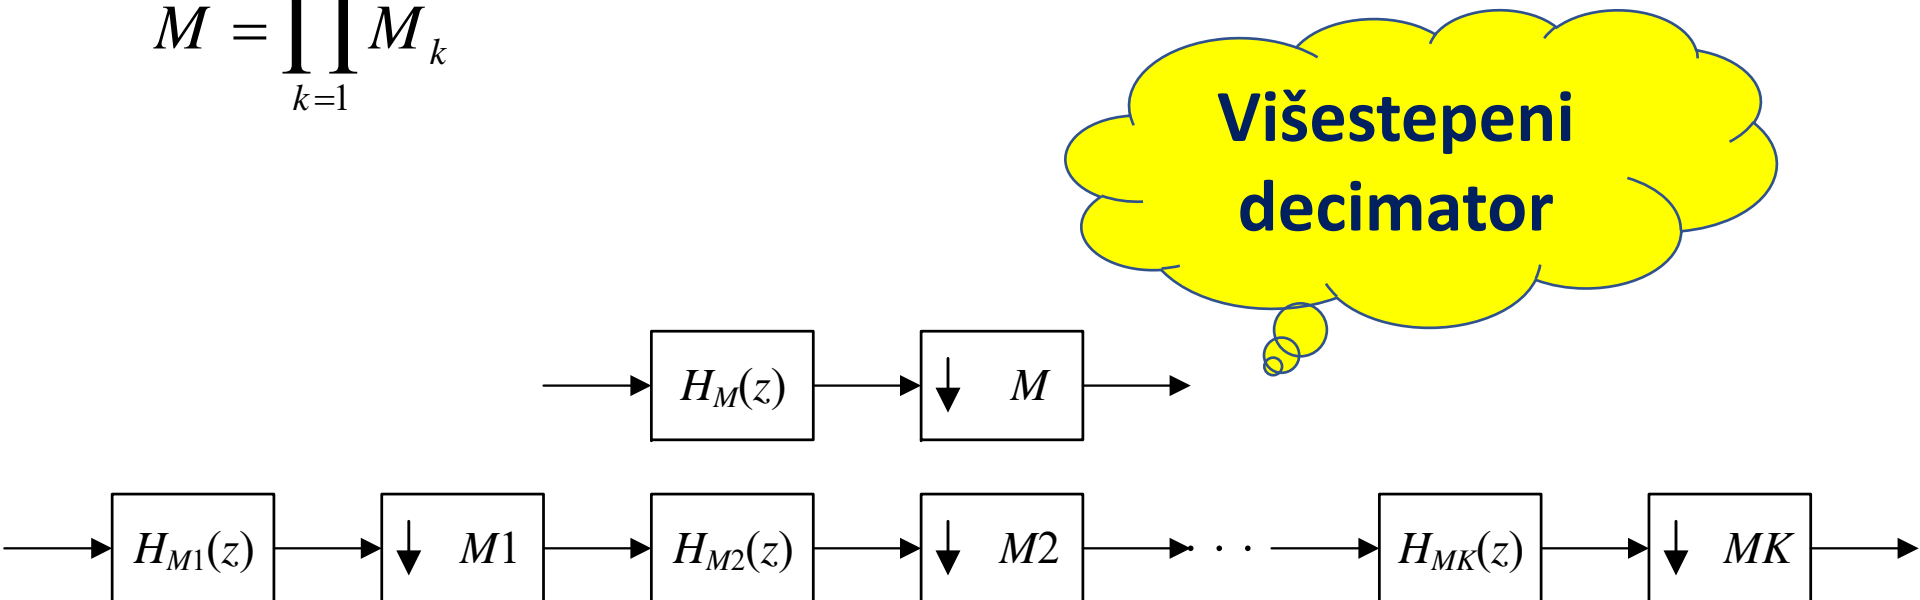 M = ∏ M_k
k=1
Višestepeni
decimator
H_M(z) ↓ M
H_M1(z) ↓ M1 H_M2(z) ↓ M2 · · · H_MK(z) ↓ MK